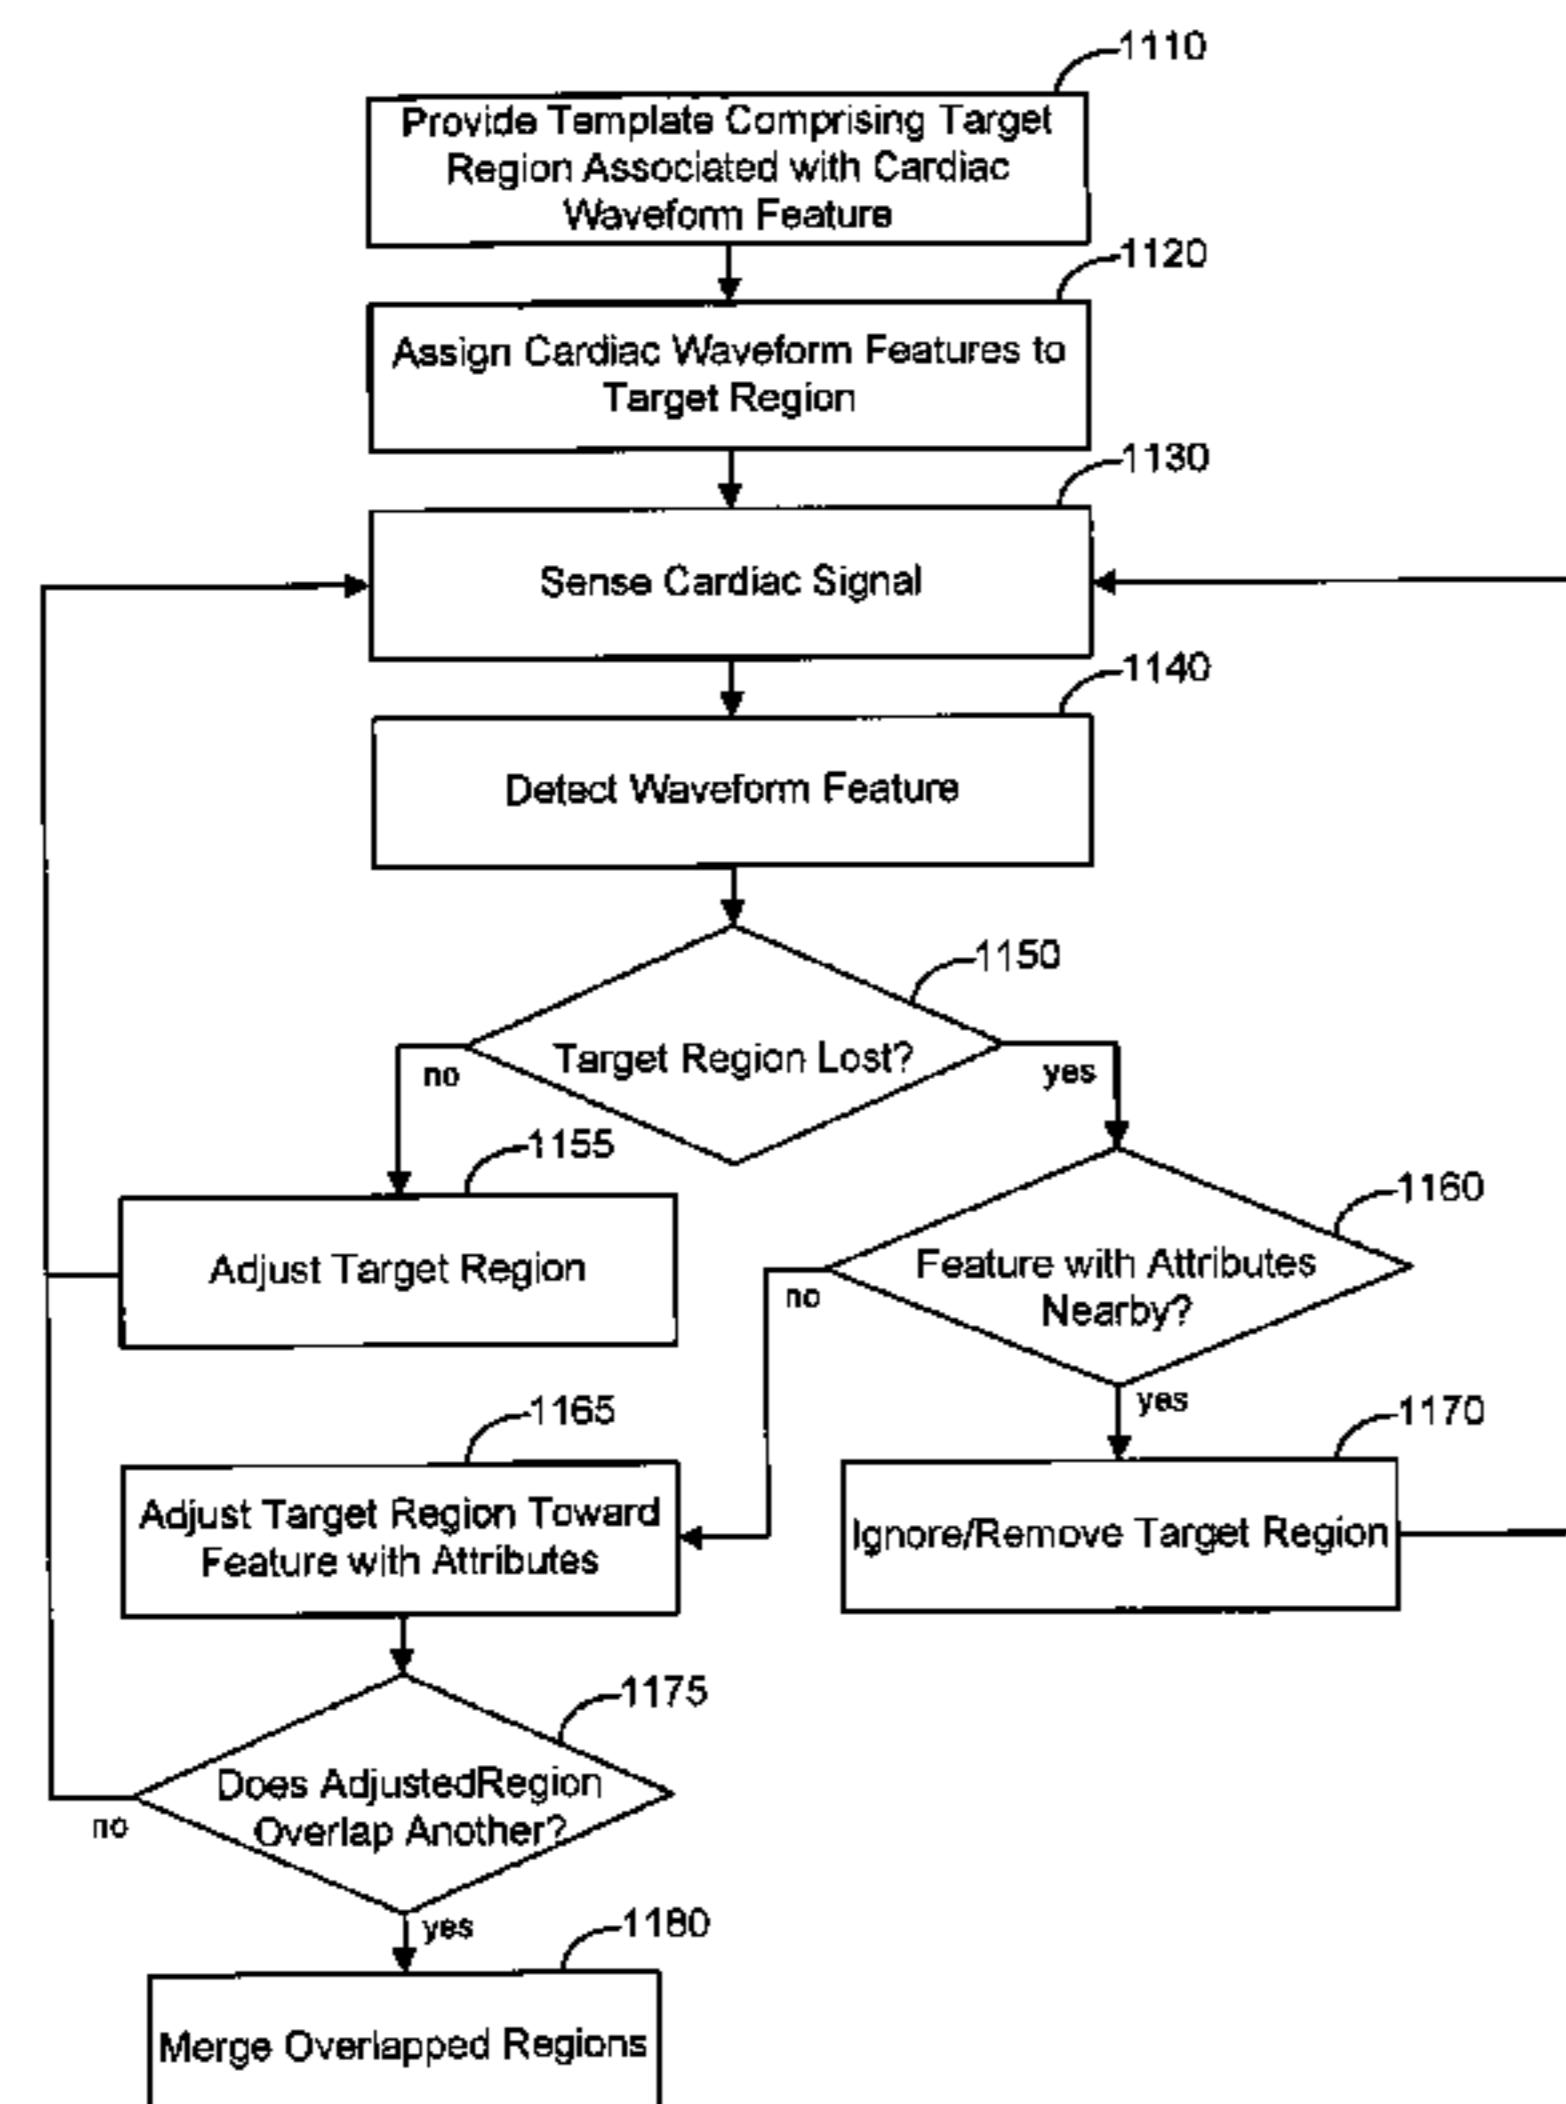 1110
Provide Template Comprising Target
Region Associated with Cardiac
Waveform Feature
1120
Assign Cardiac Waveform Features to
Target Region
1130
Sense Cardiac Signal
1140
Detect Waveform Feature
1150
Target Region Lost?
no
yes
1155
Adjust Target Region
1160
Feature with Attributes
Nearby?
no
yes
1165
Adjust Target Region Toward
Feature with Attributes
1170
Ignore/Remove Target Region
1175
Does AdjustedRegion
Overlap Another?
no
yes
1180
Merge Overlapped Regions